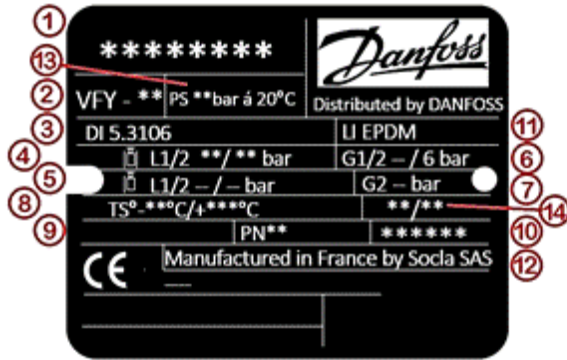 1 ******** Danfoss
13
2 VFY - ** PS **bar á 20°C Distributed by DANFOSS
3 DI 5.3106 LI EPDM 11
4 L1/2 **/** bar G1/2 – / 6 bar 6
5 L1/2 – / – bar G2 – bar 7
8 TS°-**°C/+***°C **/** 14
9 PN** ****** 10
CE Manufactured in France by Socla SAS 12